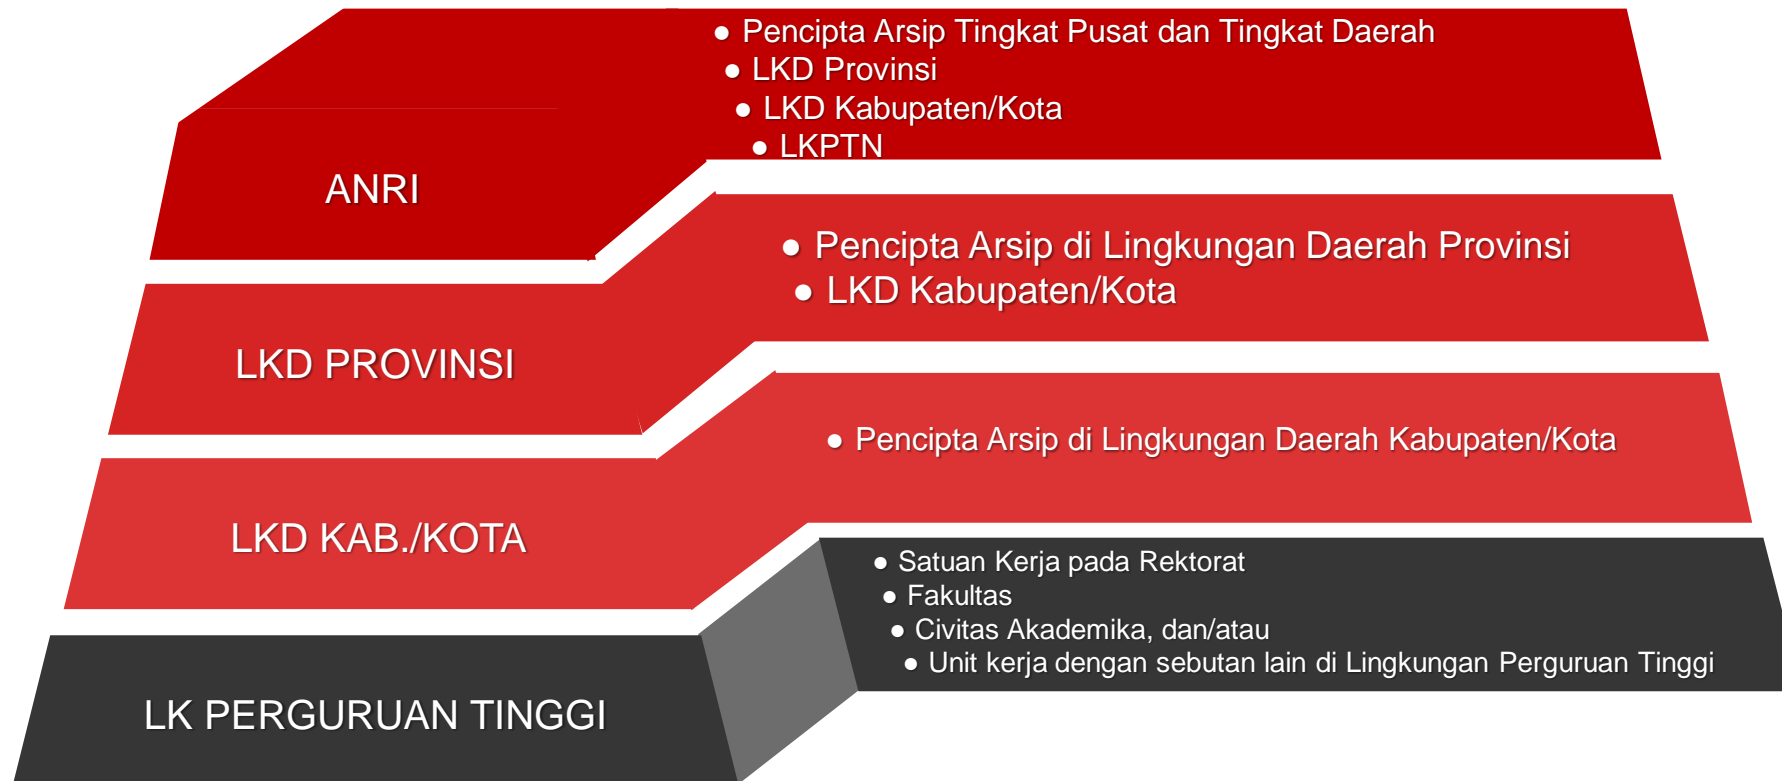 ANRI
● Pencipta Arsip Tingkat Pusat dan Tingkat Daerah
● LKD Provinsi
● LKD Kabupaten/Kota
● LKPTN
LKD PROVINSI
● Pencipta Arsip di Lingkungan Daerah Provinsi
● LKD Kabupaten/Kota
LKD KAB./KOTA
● Pencipta Arsip di Lingkungan Daerah Kabupaten/Kota
LK PERGURUAN TINGGI
● Satuan Kerja pada Rektorat
● Fakultas
● Civitas Akademika, dan/atau
● Unit kerja dengan sebutan lain di Lingkungan Perguruan Tinggi